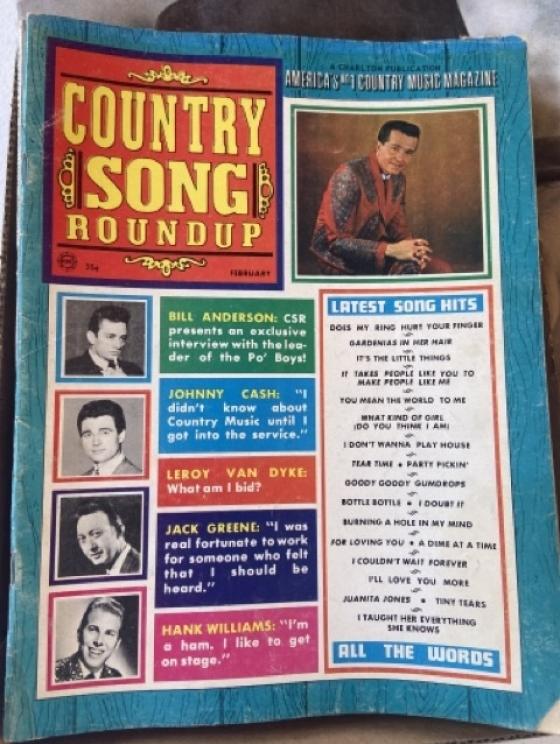 A CHARLTON PUBLICATION
AMERICA'S No 1 COUNTRY MUSIC MAGAZINE
COUNTRY
SONG
ROUNDUP
35¢
FEBRUARY
BILL ANDERSON: CSR
presents an exclusive
interview with the lea-
der of the Po' Boys!
JOHNNY CASH: "I
didn't know about
Country Music until I
got into the service."
LEROY VAN DYKE:
What am I bid?
JACK GREENE: "I was
real fortunate to work
for someone who felt
that I should be
heard."
HANK WILLIAMS: "I'm
a ham. I like to get
on stage."
LATEST SONG HITS
DOES MY RING HURT YOUR FINGER
GARDENIAS IN HER HAIR
IT'S THE LITTLE THINGS
IT TAKES PEOPLE LIKE YOU TO
MAKE PEOPLE LIKE ME
YOU MEAN THE WORLD TO ME
WHAT KIND OF GIRL
(DO YOU THINK I AM)
I DON'T WANNA PLAY HOUSE
TEAR TIME • PARTY PICKIN'
GOODY GOODY GUMDROPS
BOTTLE BOTTLE • I DOUBT IT
BURNING A HOLE IN MY MIND
FOR LOVING YOU • A DIME AT A TIME
I COULDN'T WAIT FOREVER
I'LL LOVE YOU MORE
JUANITA JONES • TINY TEARS
I TAUGHT HER EVERYTHING
SHE KNOWS
ALL THE WORDS